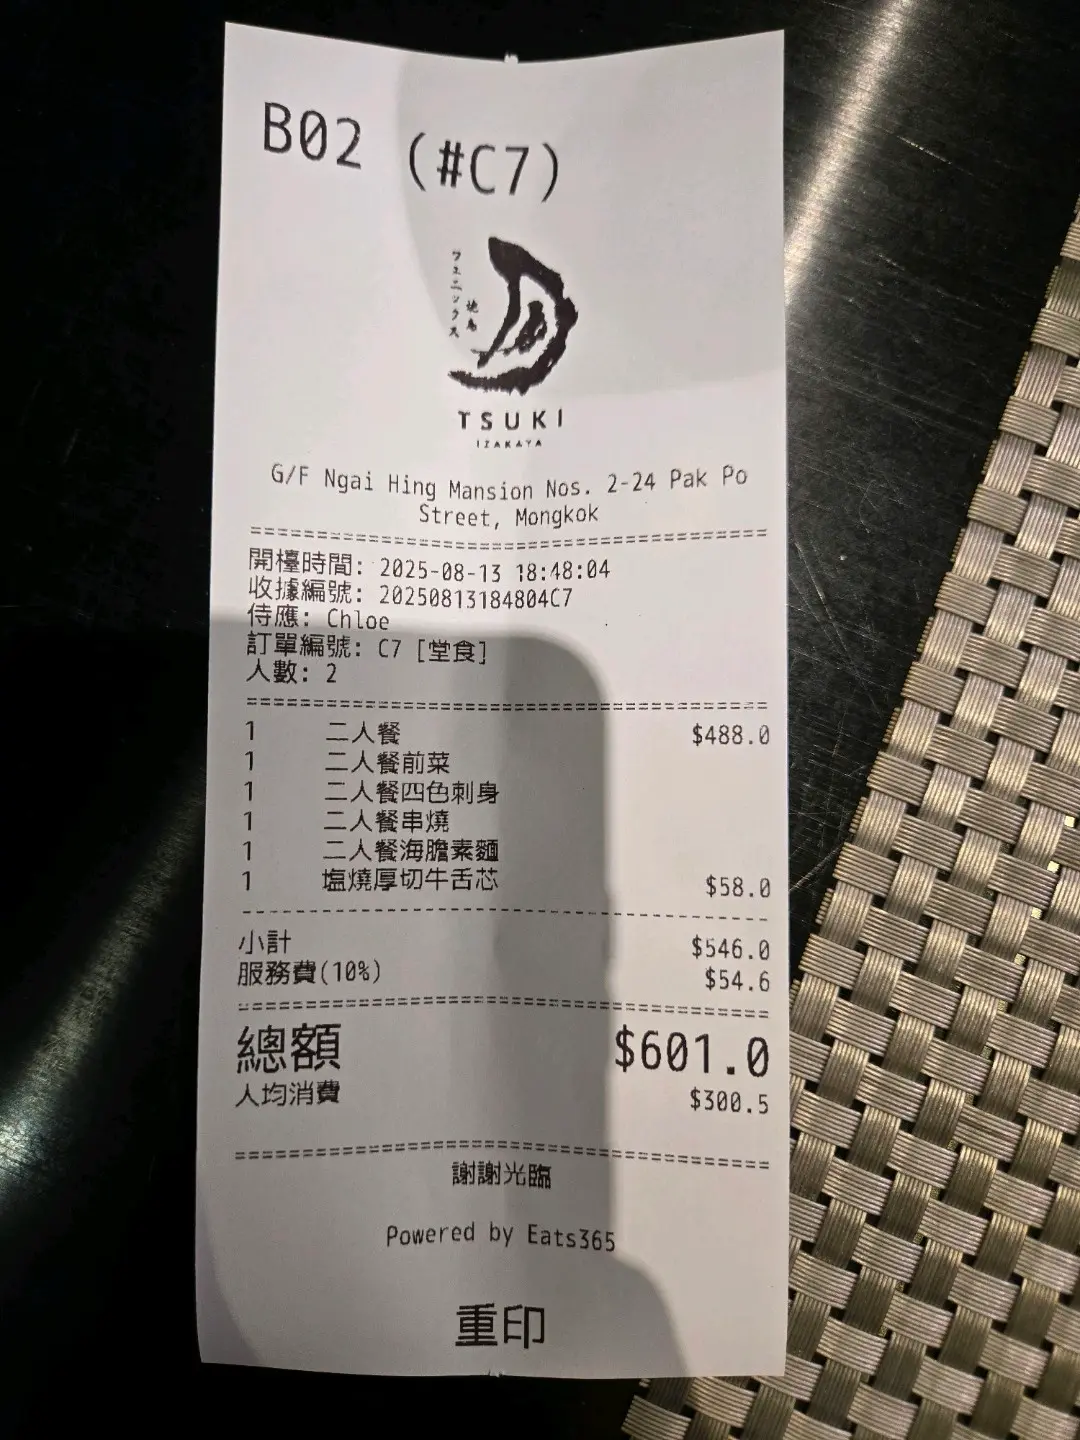 B02 (#C7)
フェニックス
焼鳥
月
TSUKI
IZAKAYA
G/F Ngai Hing Mansion Nos. 2-24 Pak Po
Street, Mongkok
開檯時間: 2025-08-13 18:48:04
收據編號: 20250813184804C7
侍應: Chloe
訂單編號: C7 [堂食]
人數: 2
1 二人餐 $488.0
1 二人餐前菜
1 二人餐四色刺身
1 二人餐串燒
1 二人餐海膽素麵
1 塩燒厚切牛舌芯 $58.0
小計 $546.0
服務費(10%) $54.6
總額 $601.0
人均消費 $300.5
謝謝光臨
Powered by Eats365
重印